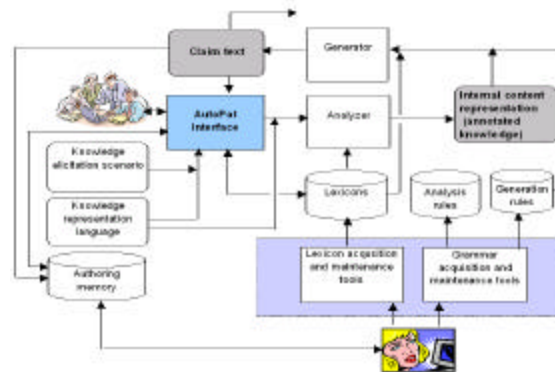 Claim text
Generator
Internal content
representation
(annotated
knowledge)
AutoPat
Interface
Analyzer
Knowledge
elicitation scenario
Lexicons
Analysis
rules
Generation
rules
Knowledge
representation
language
Authoring
memory
Lexicon acquisition
and maintenance
tools
Grammar
acquisition and
maintenance tools